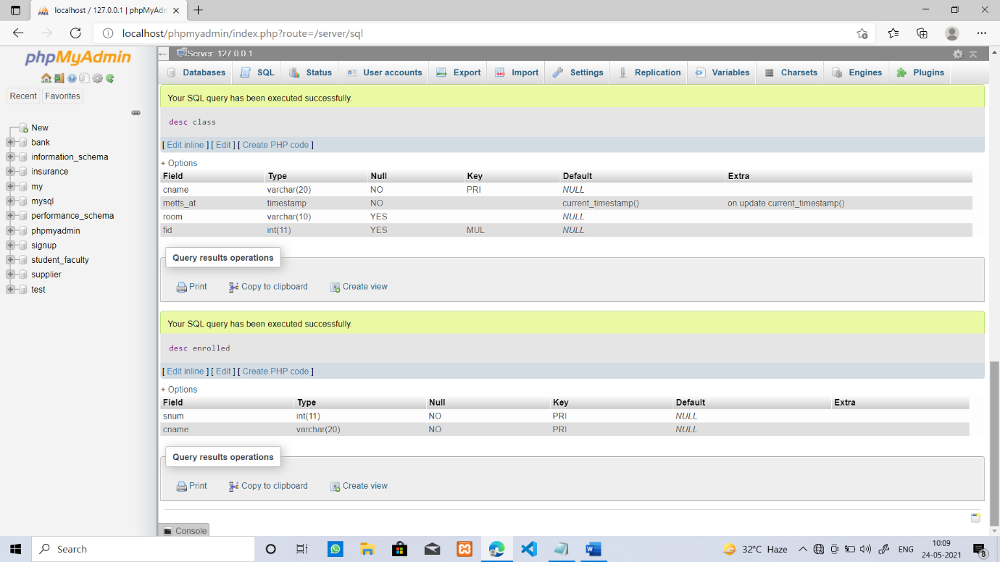 localhost / 127.0.0.1 | phpMyAdm
localhost/phpmyadmin/index.php?route=/server/sql
phpMyAdmin
Recent Favorites
New
bank
information_schema
insurance
my
mysql
performance_schema
phpmyadmin
signup
student_faculty
supplier
test
Server: 127.0.0.1
Databases SQL Status User accounts Export Import Settings Replication Variables Charsets Engines Plugins
Your SQL query has been executed successfully.
desc class
[ Edit inline ] [ Edit ] [ Create PHP code ]
+ Options
Field Type Null Key Default Extra
cname varchar(20) NO PRI NULL
metts_at timestamp NO current_timestamp() on update current_timestamp()
room varchar(10) YES NULL
fid int(11) YES MUL NULL
Query results operations
Print Copy to clipboard Create view
Your SQL query has been executed successfully.
desc enrolled
[ Edit inline ] [ Edit ] [ Create PHP code ]
+ Options
Field Type Null Key Default Extra
snum int(11) NO PRI NULL
cname varchar(20) NO PRI NULL
Query results operations
Print Copy to clipboard Create view
Console
Search
32°C Haze
ENG
10:09
24-05-2021
8